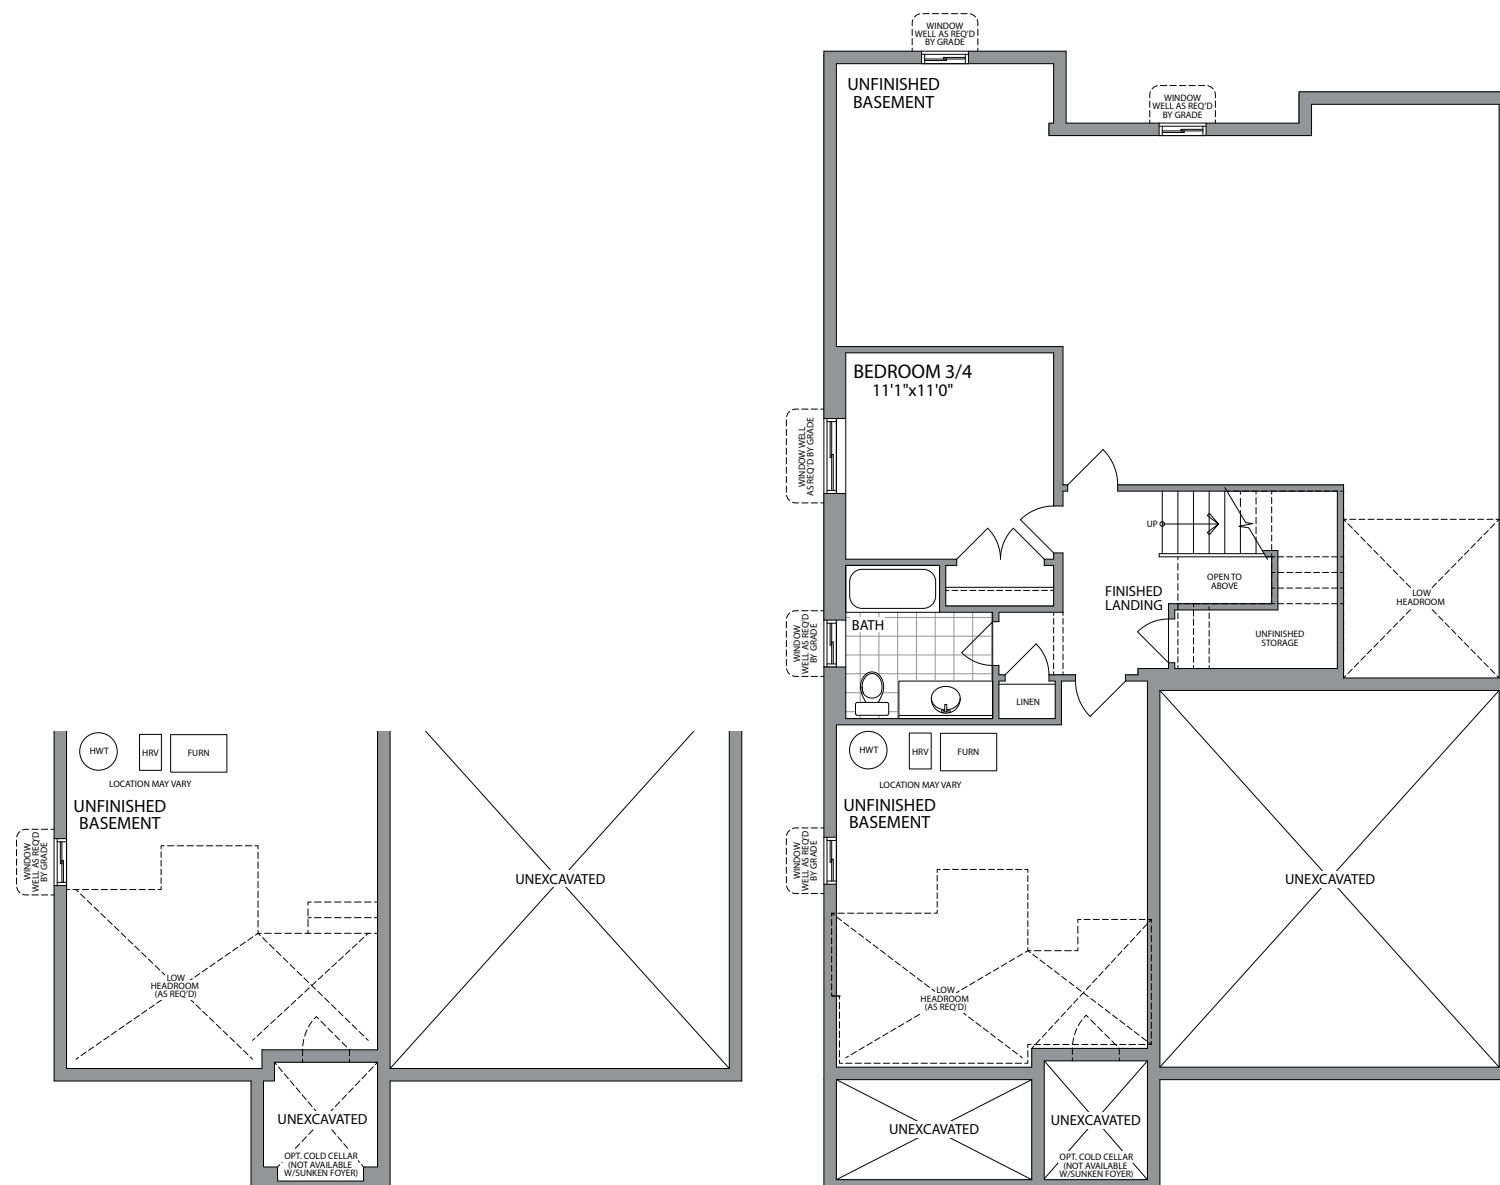 WINDOW
WELL AS REQ'D
BY GRADE
UNFINISHED
BASEMENT
WINDOW
WELL AS REQ'D
BY GRADE
BEDROOM 3/4
11'1"x11'0"
WINDOW WELL
AS REQ'D BY GRADE
UP
OPEN TO
ABOVE
FINISHED
LANDING
LOW
HEADROOM
WINDOW
WELL AS REQ'D
BY GRADE
BATH
UNFINISHED
STORAGE
LINEN
HWT
HRV
FURN
LOCATION MAY VARY
UNFINISHED
BASEMENT
WINDOW
WELL AS REQ'D
BY GRADE
UNEXCAVATED
LOW
HEADROOM
(AS REQ'D)
UNEXCAVATED
OPT. COLD CELLAR
(NOT AVAILABLE
W/SUNKEN FOYER)
HWT
HRV
FURN
LOCATION MAY VARY
UNFINISHED
BASEMENT
WINDOW
WELL AS REQ'D
BY GRADE
UNEXCAVATED
LOW
HEADROOM
(AS REQ'D)
UNEXCAVATED
UNEXCAVATED
OPT. COLD CELLAR
(NOT AVAILABLE
W/SUNKEN FOYER)